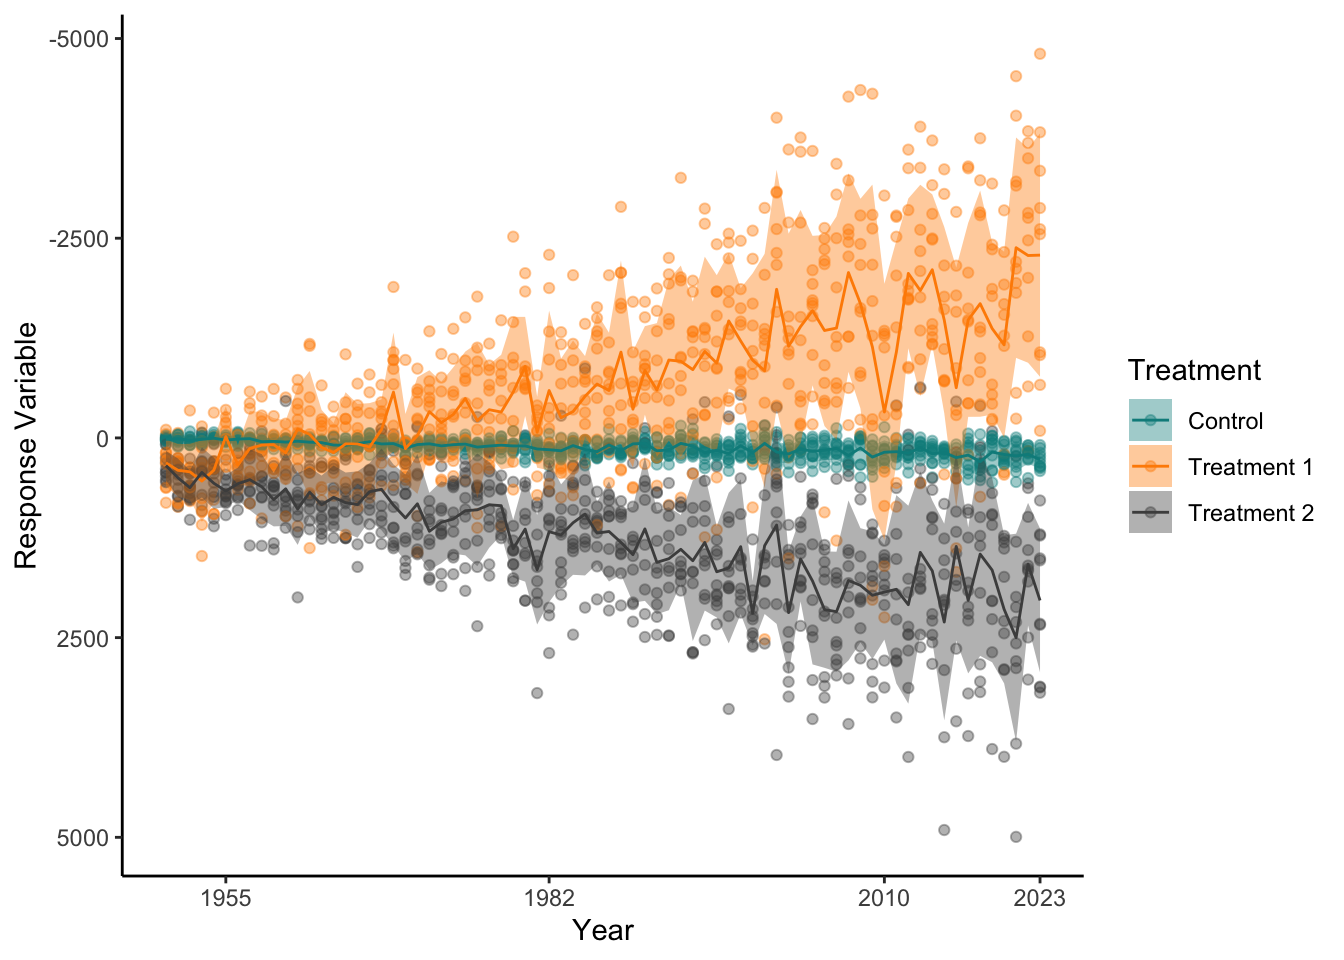 -5000
-2500
0
2500
5000
Response Variable
1955
1982
2010
2023
Year
Treatment
Control
Treatment 1
Treatment 2